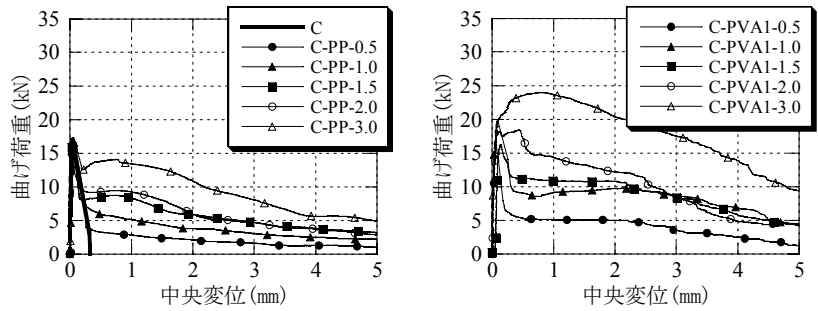 35
30
25
20
15
10
5
0
曲げ荷重(kN)
C
C-PP-0.5
C-PP-1.0
C-PP-1.5
C-PP-2.0
C-PP-3.0
0 1 2 3 4 5
中央変位(mm)
35
30
25
20
15
10
5
0
曲げ荷重(kN)
C-PVA1-0.5
C-PVA1-1.0
C-PVA1-1.5
C-PVA1-2.0
C-PVA1-3.0
0 1 2 3 4 5
中央変位(mm)